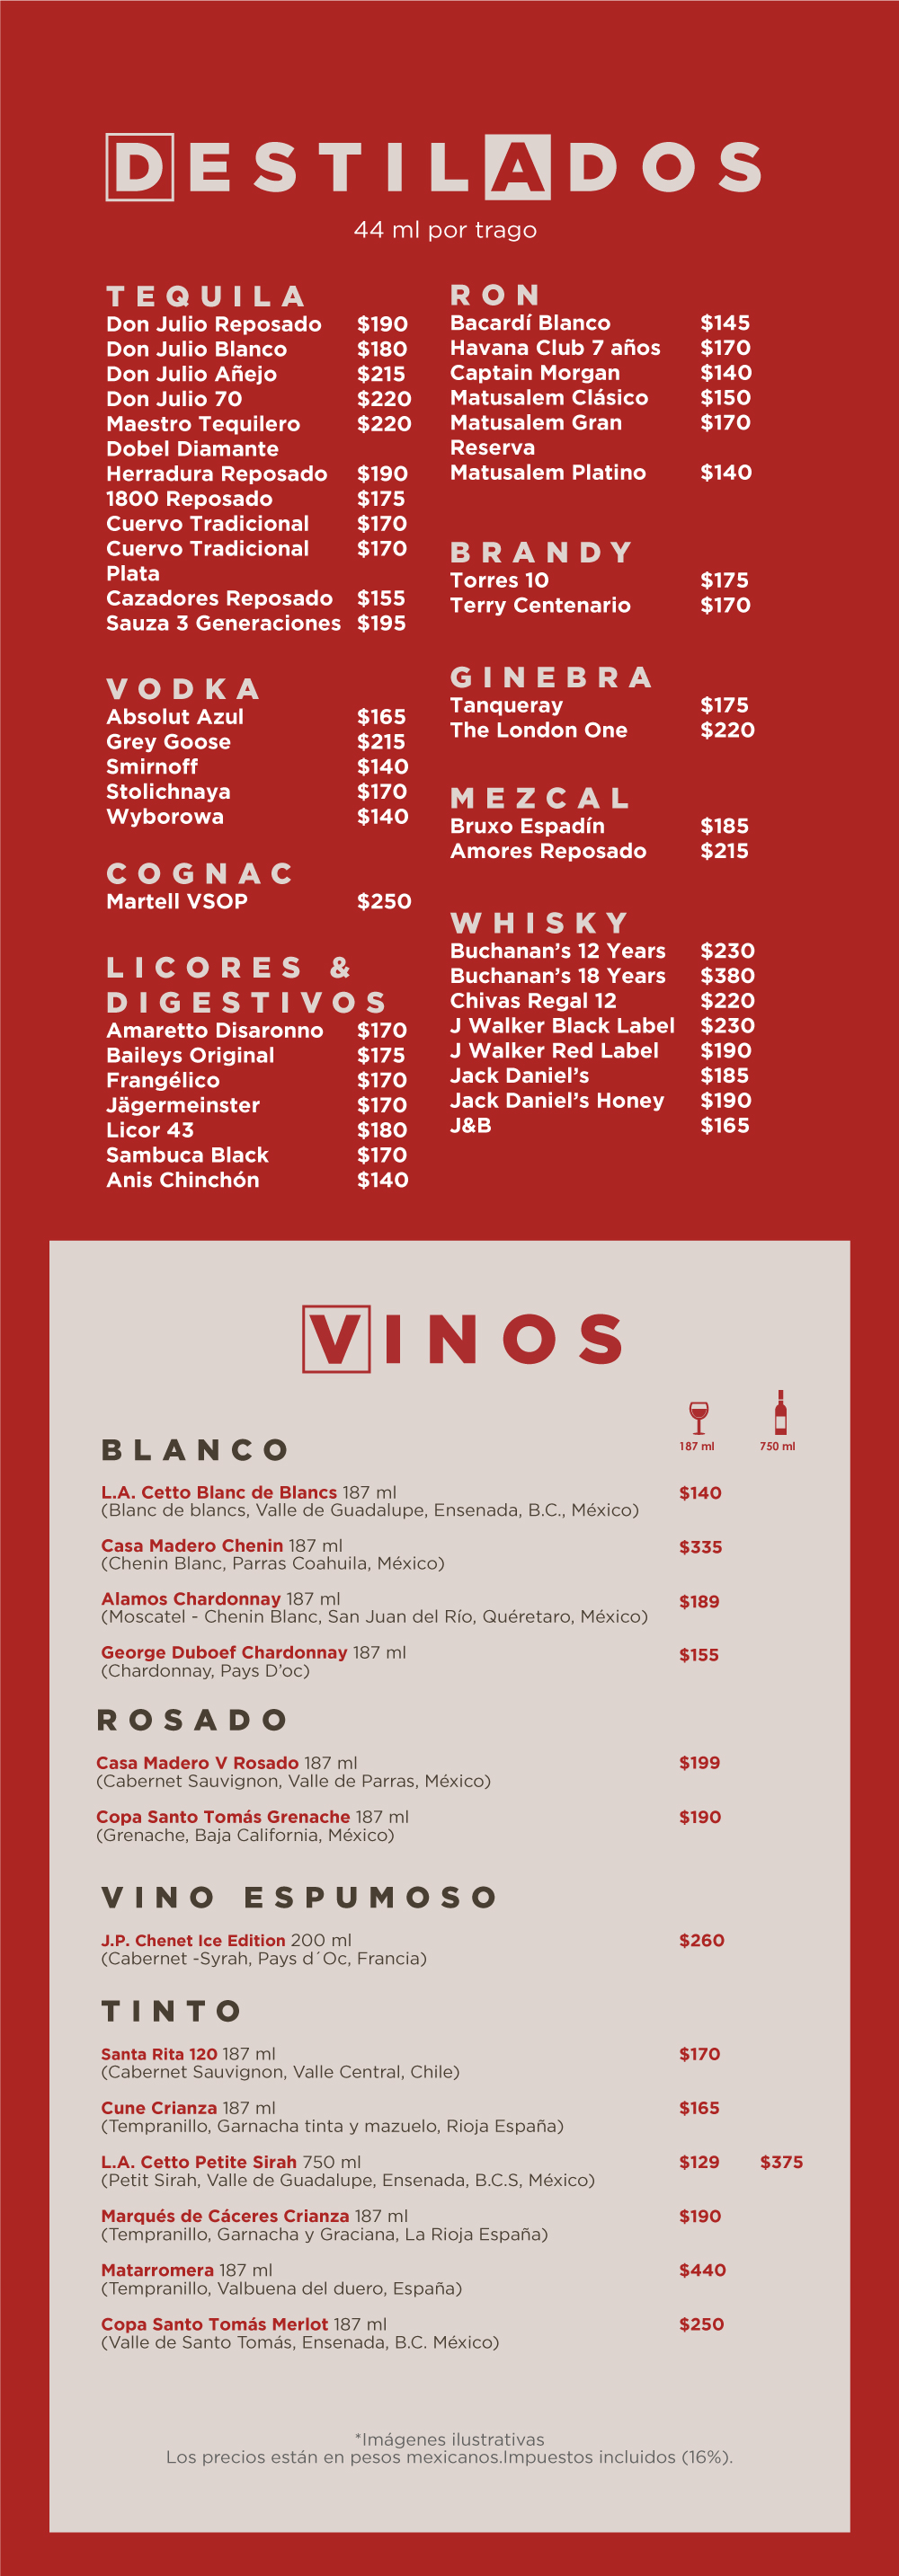 DESTILADOS
44 ml por trago
TEQUILA
Don Julio Reposado $190
Don Julio Blanco $180
Don Julio Añejo $215
Don Julio 70 $220
Maestro Tequilero $220
Dobel Diamante
Herradura Reposado $190
1800 Reposado $175
Cuervo Tradicional $170
Cuervo Tradicional $170
Plata
Cazadores Reposado $155
Sauza 3 Generaciones $195
VODKA
Absolut Azul $165
Grey Goose $215
Smirnoff $140
Stolichnaya $170
Wyborowa $140
COGNAC
Martell VSOP $250
LICORES &
DIGESTIVOS
Amaretto Disaronno $170
Baileys Original $175
Frangélico $170
Jägermeinster $170
Licor 43 $180
Sambuca Black $170
Anis Chinchón $140
RON
Bacardí Blanco $145
Havana Club 7 años $170
Captain Morgan $140
Matusalem Clásico $150
Matusalem Gran $170
Reserva
Matusalem Platino $140
BRANDY
Torres 10 $175
Terry Centenario $170
GINEBRA
Tanqueray $175
The London One $220
MEZCAL
Bruxo Espadín $185
Amores Reposado $215
WHISKY
Buchanan's 12 Years $230
Buchanan's 18 Years $380
Chivas Regal 12 $220
J Walker Black Label $230
J Walker Red Label $190
Jack Daniel's $185
Jack Daniel's Honey $190
J&B $165
VINOS
187 ml 750 ml
BLANCO
L.A. Cetto Blanc de Blancs 187 ml $140
(Blanc de blancs, Valle de Guadalupe, Ensenada, B.C., México)
Casa Madero Chenin 187 ml $335
(Chenin Blanc, Parras Coahuila, México)
Alamos Chardonnay 187 ml $189
(Moscatel - Chenin Blanc, San Juan del Río, Quéretaro, México)
George Duboef Chardonnay 187 ml $155
(Chardonnay, Pays D'oc)
ROSADO
Casa Madero V Rosado 187 ml $199
(Cabernet Sauvignon, Valle de Parras, México)
Copa Santo Tomás Grenache 187 ml $190
(Grenache, Baja California, México)
VINO ESPUMOSO
J.P. Chenet Ice Edition 200 ml $260
(Cabernet -Syrah, Pays d´Oc, Francia)
TINTO
Santa Rita 120 187 ml $170
(Cabernet Sauvignon, Valle Central, Chile)
Cune Crianza 187 ml $165
(Tempranillo, Garnacha tinta y mazuelo, Rioja España)
L.A. Cetto Petite Sirah 750 ml $129 $375
(Petit Sirah, Valle de Guadalupe, Ensenada, B.C.S, México)
Marqués de Cáceres Crianza 187 ml $190
(Tempranillo, Garnacha y Graciana, La Rioja España)
Matarromera 187 ml $440
(Tempranillo, Valbuena del duero, España)
Copa Santo Tomás Merlot 187 ml $250
(Valle de Santo Tomás, Ensenada, B.C. México)
*Imágenes ilustrativas
Los precios están en pesos mexicanos.Impuestos incluidos (16%).